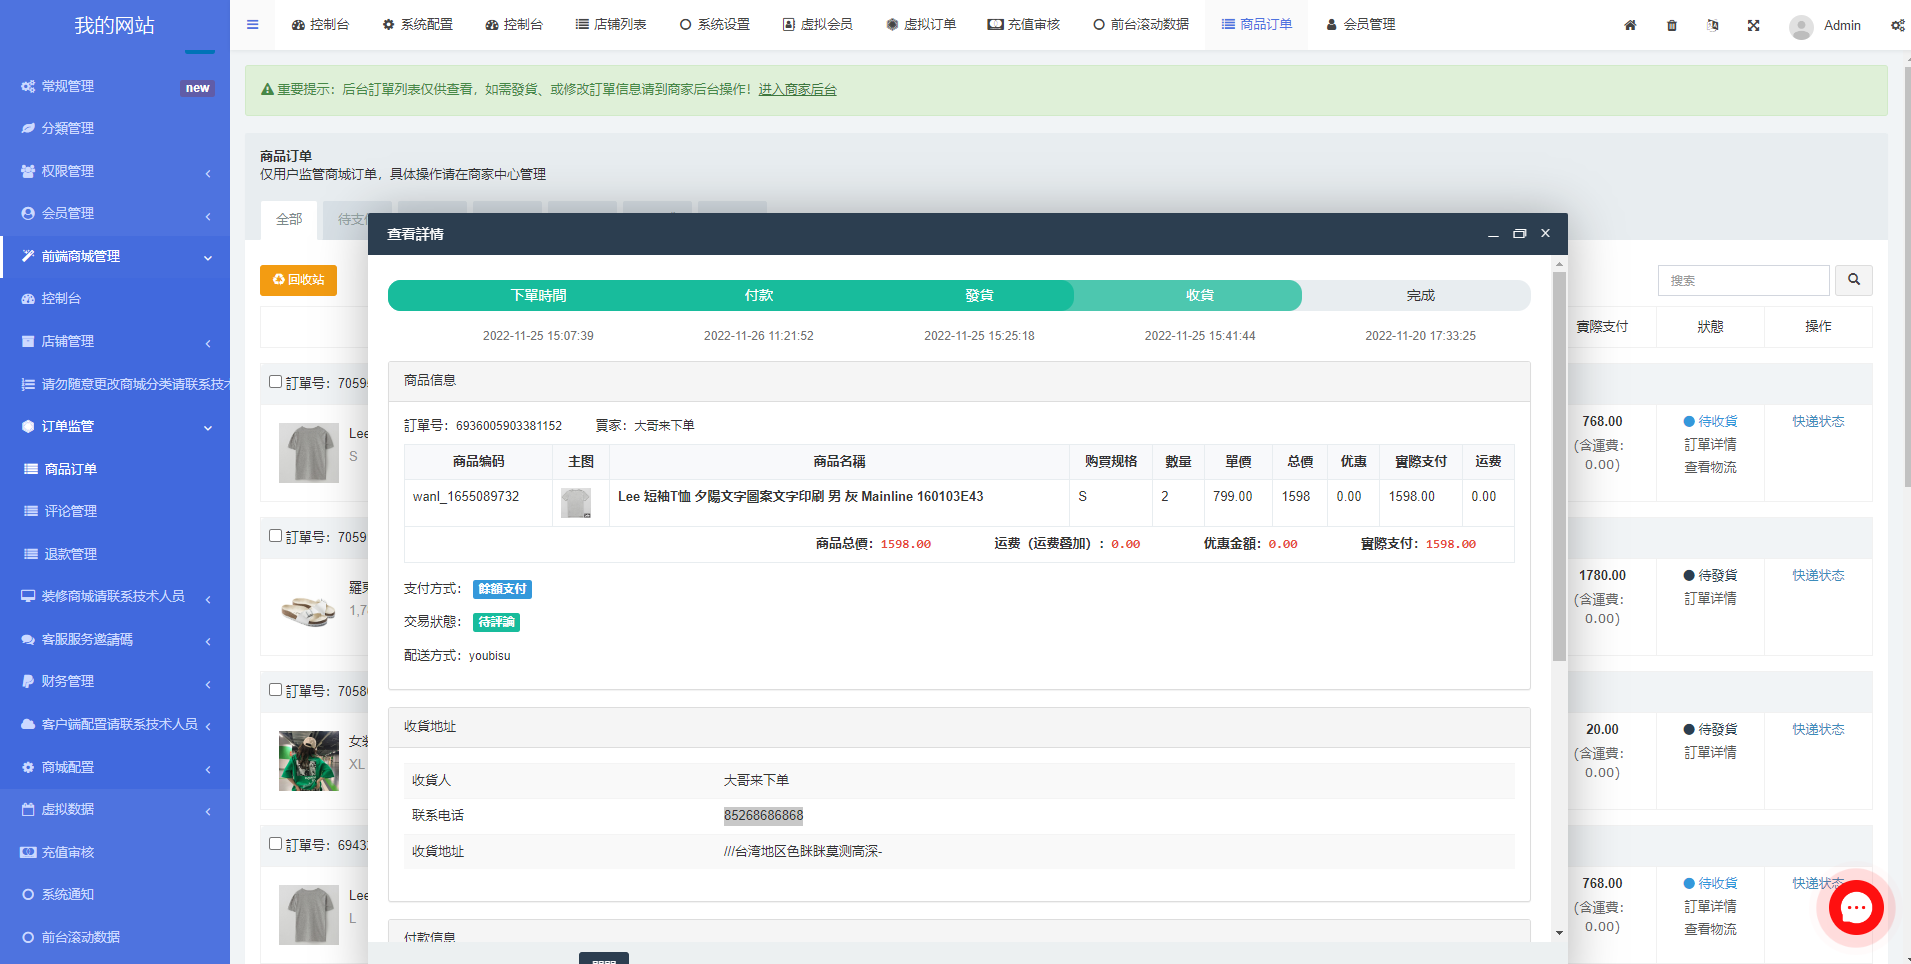 我的网站
控制台
系统配置
控制台
店铺列表
系统设置
虚拟会员
虚拟订单
充值审核
前台滚动数据
商品订单
会员管理
Admin
常规管理
new
分類管理
权限管理
会员管理
前端商城管理
控制台
店铺管理
请勿随意更改商城分类请联系技术
订单监管
商品订单
评论管理
退款管理
装修商城请联系技术人员
客服服务邀請碼
财务管理
客户端配置请联系技术人员
商城配置
虚拟数据
充值审核
系统通知
前台滚动数据
重要提示：后台訂單列表仅供查看，如需發貨、或修改訂單信息请到商家后台操作！进入商家后台
商品订单
仅用户监管商城订单，具体操作请在商家中心管理
全部
待支付
回收站
搜索
實際支付
狀態
操作
訂單号：7059
Lee
S
768.00
(含運費：
0.00)
待收貨
訂單详情
查看物流
快递状态
訂單号：7059
羅
1,7
1780.00
(含運費：
0.00)
待發貨
訂單详情
快递状态
訂單号：7058
女装
XL
20.00
(含運費：
0.00)
待發貨
訂單详情
快递状态
訂單号：6943
Lee
L
768.00
(含運費：
0.00)
待收貨
訂單详情
查看物流
快递状态
查看詳情
下單時間
付款
發貨
收貨
完成
2022-11-25 15:07:39
2022-11-26 11:21:52
2022-11-25 15:25:18
2022-11-25 15:41:44
2022-11-20 17:33:25
商品信息
訂單号：6936005903381152
買家：大哥来下单
商品编码
主图
商品名稱
购買规格
數量
單價
总價
优惠
實際支付
运费
wanl_1655089732
Lee 短袖T恤 夕陽文字圖案文字印刷 男 灰 Mainline 160103E43
S
2
799.00
1598
0.00
1598.00
0.00
商品总價：1598.00
运费（运费叠加）：0.00
优惠金額：0.00
實際支付：1598.00
支付方式：餘額支付
交易狀態：待評論
配送方式：youbisu
收貨地址
收貨人
大哥来下单
联系电话
85268686868
收貨地址
///台湾地区色眯眯莫测高深-
付款信息